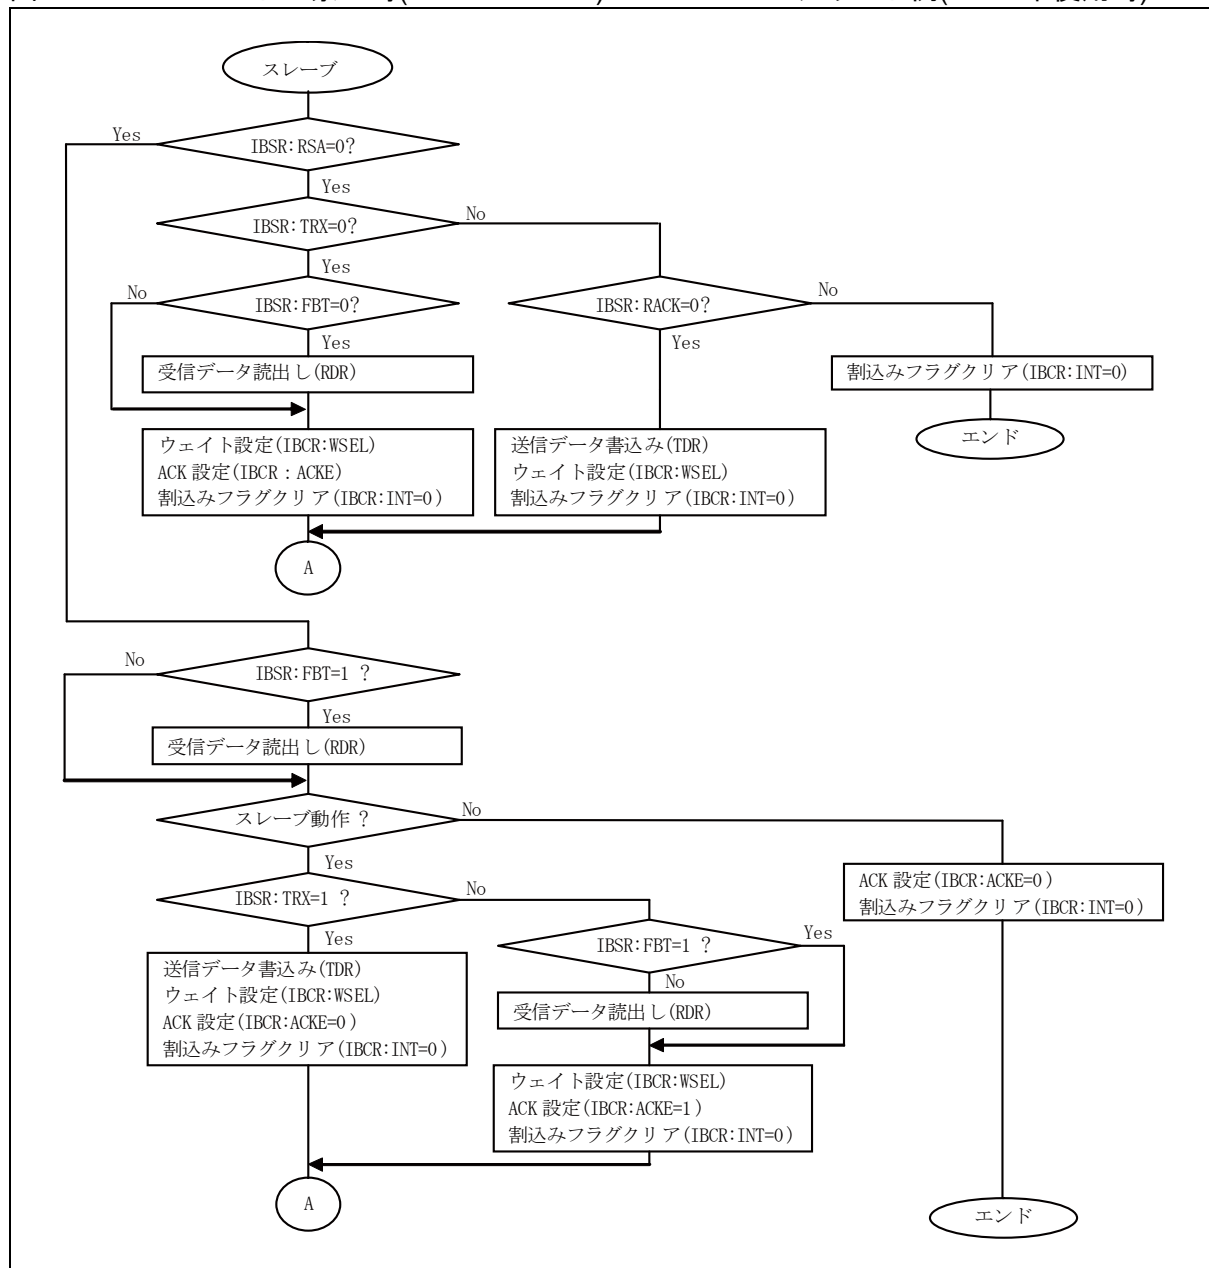 スレーブ
Yes
IBSR:RSA=0?
Yes
IBSR:TRX=0?
No
Yes
No
IBSR:FBT=0?
IBSR:RACK=0?
No
Yes
Yes
受信データ読出し(RDR)
割込みフラグクリア(IBCR:INT=0)
ウェイト設定(IBCR:WSEL)
ACK 設定(IBCR : ACKE)
割込みフラグクリア(IBCR:INT=0)
送信データ書込み(TDR)
ウェイト設定(IBCR:WSEL)
割込みフラグクリア(IBCR:INT=0)
エンド
A
No
IBSR:FBT=1 ?
Yes
受信データ読出し(RDR)
スレーブ動作 ?
No
Yes
IBSR:TRX=1 ?
No
ACK 設定(IBCR:ACKE=0)
割込みフラグクリア(IBCR:INT=0)
Yes
IBSR:FBT=1 ?
Yes
No
送信データ書込み(TDR)
ウェイト設定(IBCR:WSEL)
ACK 設定(IBCR:ACKE=0)
割込みフラグクリア(IBCR:INT=0)
受信データ読出し(RDR)
ウェイト設定(IBCR:WSEL)
ACK 設定(IBCR:ACKE=1)
割込みフラグクリア(IBCR:INT=0)
A
エンド